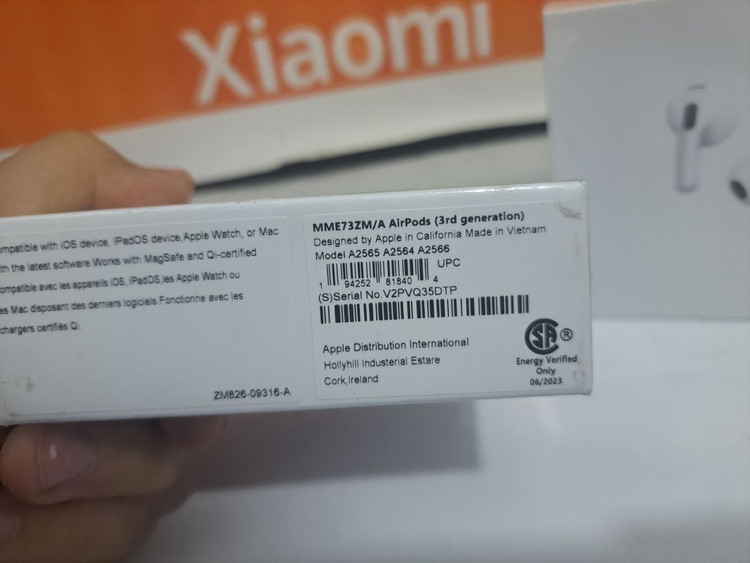 Xiaomi
ompatible with iOS device, iPadOS device,Apple Watch, or Mac
th the latest software.Works with MagSafe and Qi-certified
ompatible avec les appareils IOS, IPadOS,les Apple Watch ou
es Mac disposant des demiers logiciels.Fonctionne avec les
chargers certifiés Qi.
ZM826-09316-A
MME73ZM/A AirPods (3rd generation)
Designed by Apple in California Made in Vietnam
Model A2565 A2564 A2566
UPC
1 94252 81840 4
(S)Serial No.V2PVQ35DTP
Apple Distribution International
Hollyhill Industerial Estare
Cork,Ireland
SA ®
Energy Verified
Only
06/2023